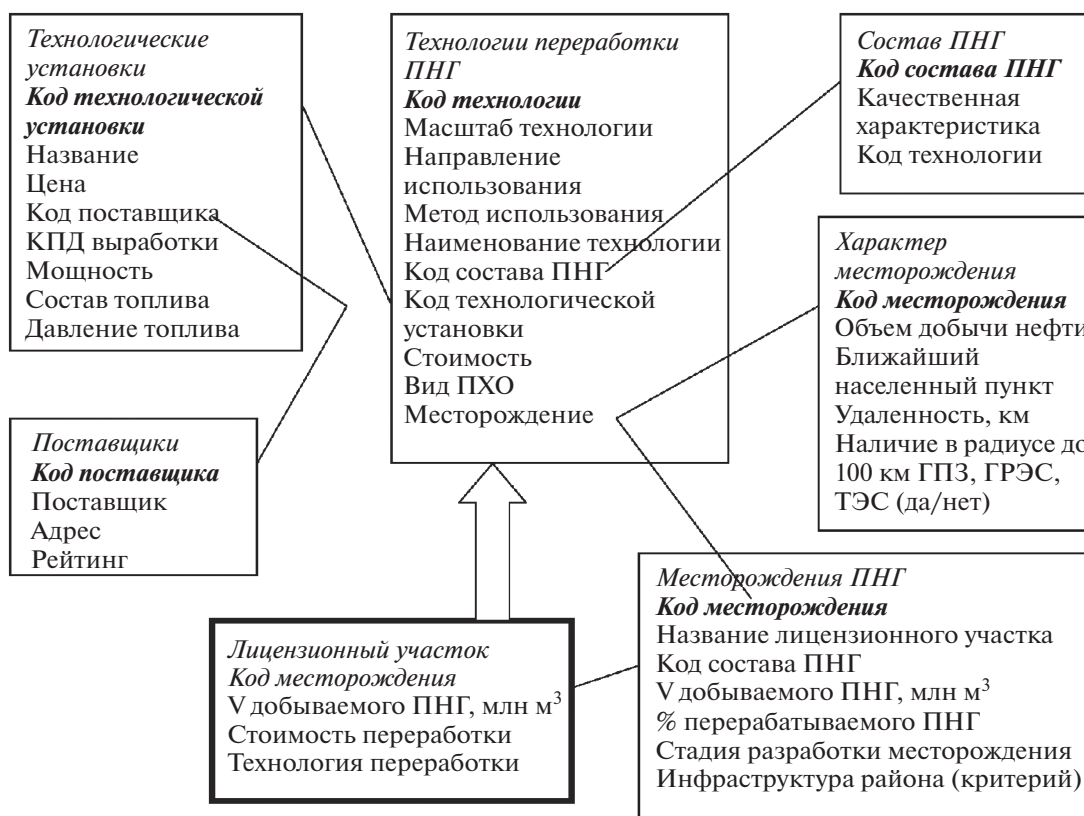 Технологические
установки
Код технологической
установки
Название
Цена
Код поставщика
КПД выработки
Мощность
Состав топлива
Давление топлива
Технологии переработки
ПНГ
Код технологии
Масштаб технологии
Направление
использования
Метод использования
Наименование технологии
Код состава ПНГ
Код технологической
установки
Стоимость
Вид ПХО
Месторождение
Состав ПНГ
Код состава ПНГ
Качественная
характеристика
Код технологии
Характер
месторождения
Код месторождения
Объем добычи нефти
Ближайший
населенный пункт
Удаленность, км
Наличие в радиусе до
100 км ГПЗ, ГРЭС,
ТЭС (да/нет)
Поставщики
Код поставщика
Поставщик
Адрес
Рейтинг
Лицензионный участок
Код месторождения
V добываемого ПНГ, млн м³
Стоимость переработки
Технология переработки
Месторождения ПНГ
Код месторождения
Название лицензионного участка
Код состава ПНГ
V добываемого ПНГ, млн м³
% перерабатываемого ПНГ
Стадия разработки месторождения
Инфраструктура района (критерий)